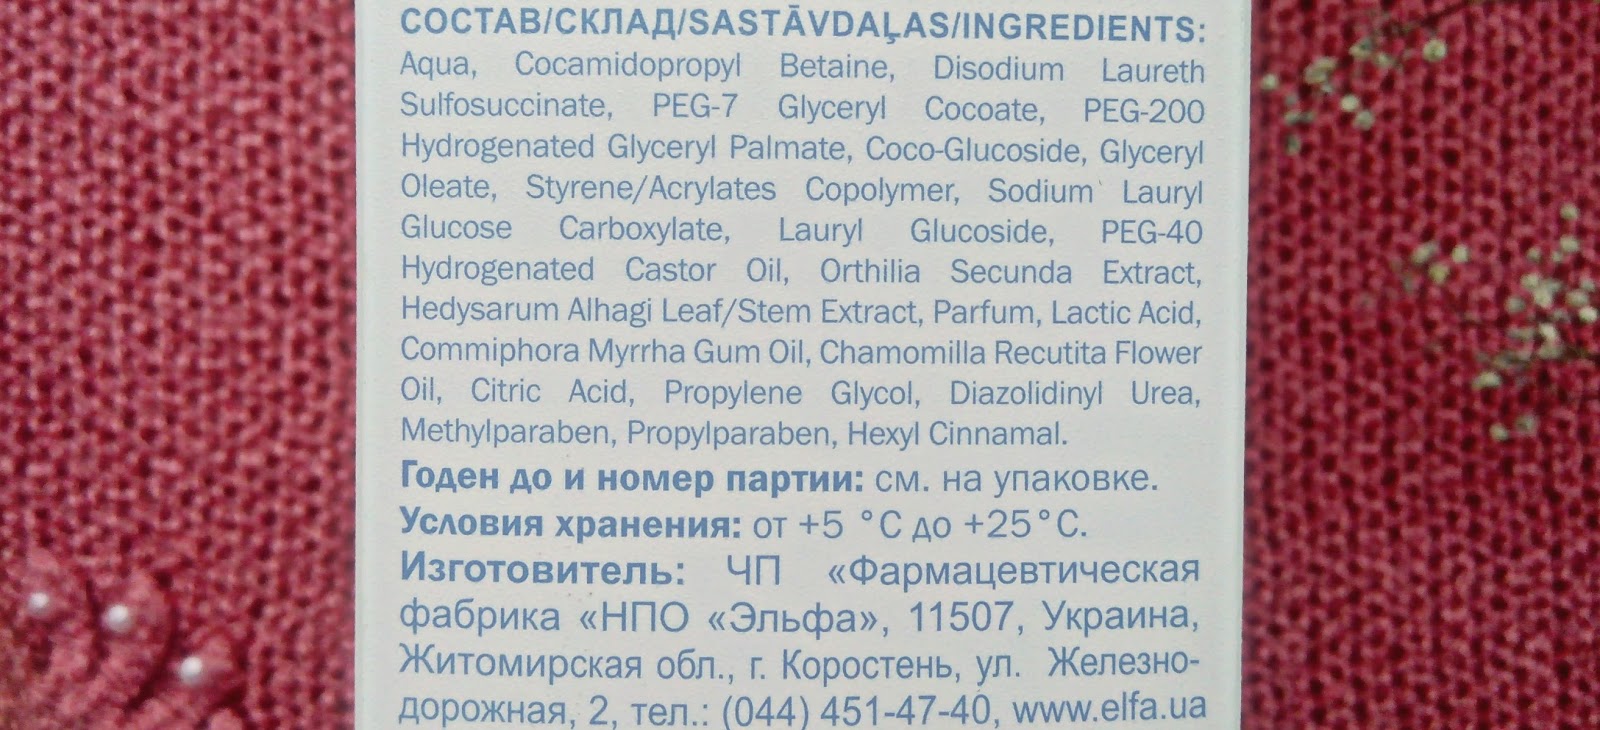 СОСТАВ/СКЛАД/SASTĀVDAĻAS/INGREDIENTS:
Aqua, Cocamidopropyl Betaine, Disodium Laureth
Sulfosuccinate, PEG-7 Glyceryl Cocoate, PEG-200
Hydrogenated Glyceryl Palmate, Coco-Glucoside, Glyceryl
Oleate, Styrene/Acrylates Copolymer, Sodium Lauryl
Glucose Carboxylate, Lauryl Glucoside, PEG-40
Hydrogenated Castor Oil, Orthilia Secunda Extract,
Hedysarum Alhagi Leaf/Stem Extract, Parfum, Lactic Acid,
Commiphora Myrrha Gum Oil, Chamomilla Recutita Flower
Oil, Citric Acid, Propylene Glycol, Diazolidinyl Urea,
Methylparaben, Propylparaben, Hexyl Cinnamal.
Годен до и номер партии: см. на упаковке.
Условия хранения: от +5 °C до +25°C.
Изготовитель: ЧП «Фармацевтическая
фабрика «НПО «Эльфа», 11507, Украина,
Житомирская обл., г. Коростень, ул. Железно-
дорожная, 2, тел.: (044) 451-47-40, www.elfa.ua